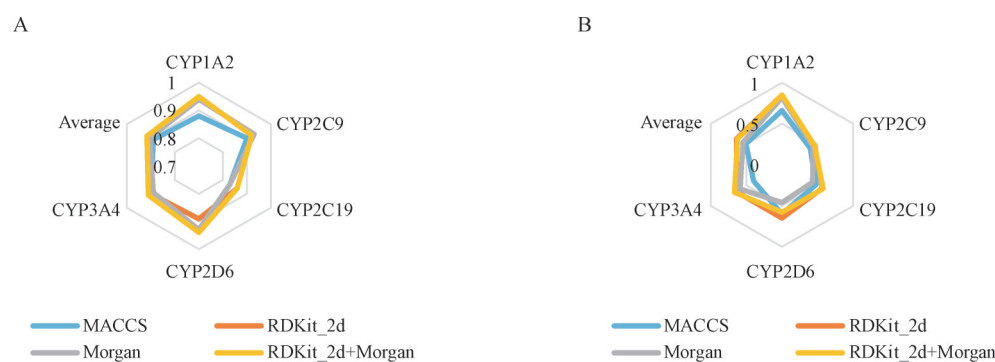 A
CYP1A2
1
0.9
0.8
0.7
Average
CYP2C9
CYP3A4
CYP2C19
CYP2D6
MACCS
RDKit_2d
Morgan
RDKit_2d+Morgan
B
CYP1A2
1
0.5
0
Average
CYP2C9
CYP3A4
CYP2C19
CYP2D6
MACCS
RDKit_2d
Morgan
RDKit_2d+Morgan